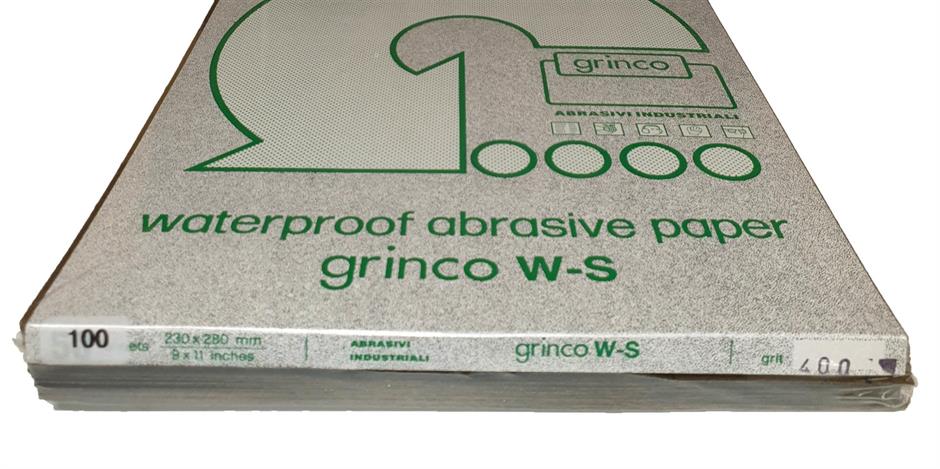 grinco
ABRASIVI INDUSTRIALI
waterproof abrasive paper
grinco W-S
100 ets
230 x 280 mm
9 x 11 inches
ABRASIVI
INDUSTRIALI
grinco W-S
grit 400